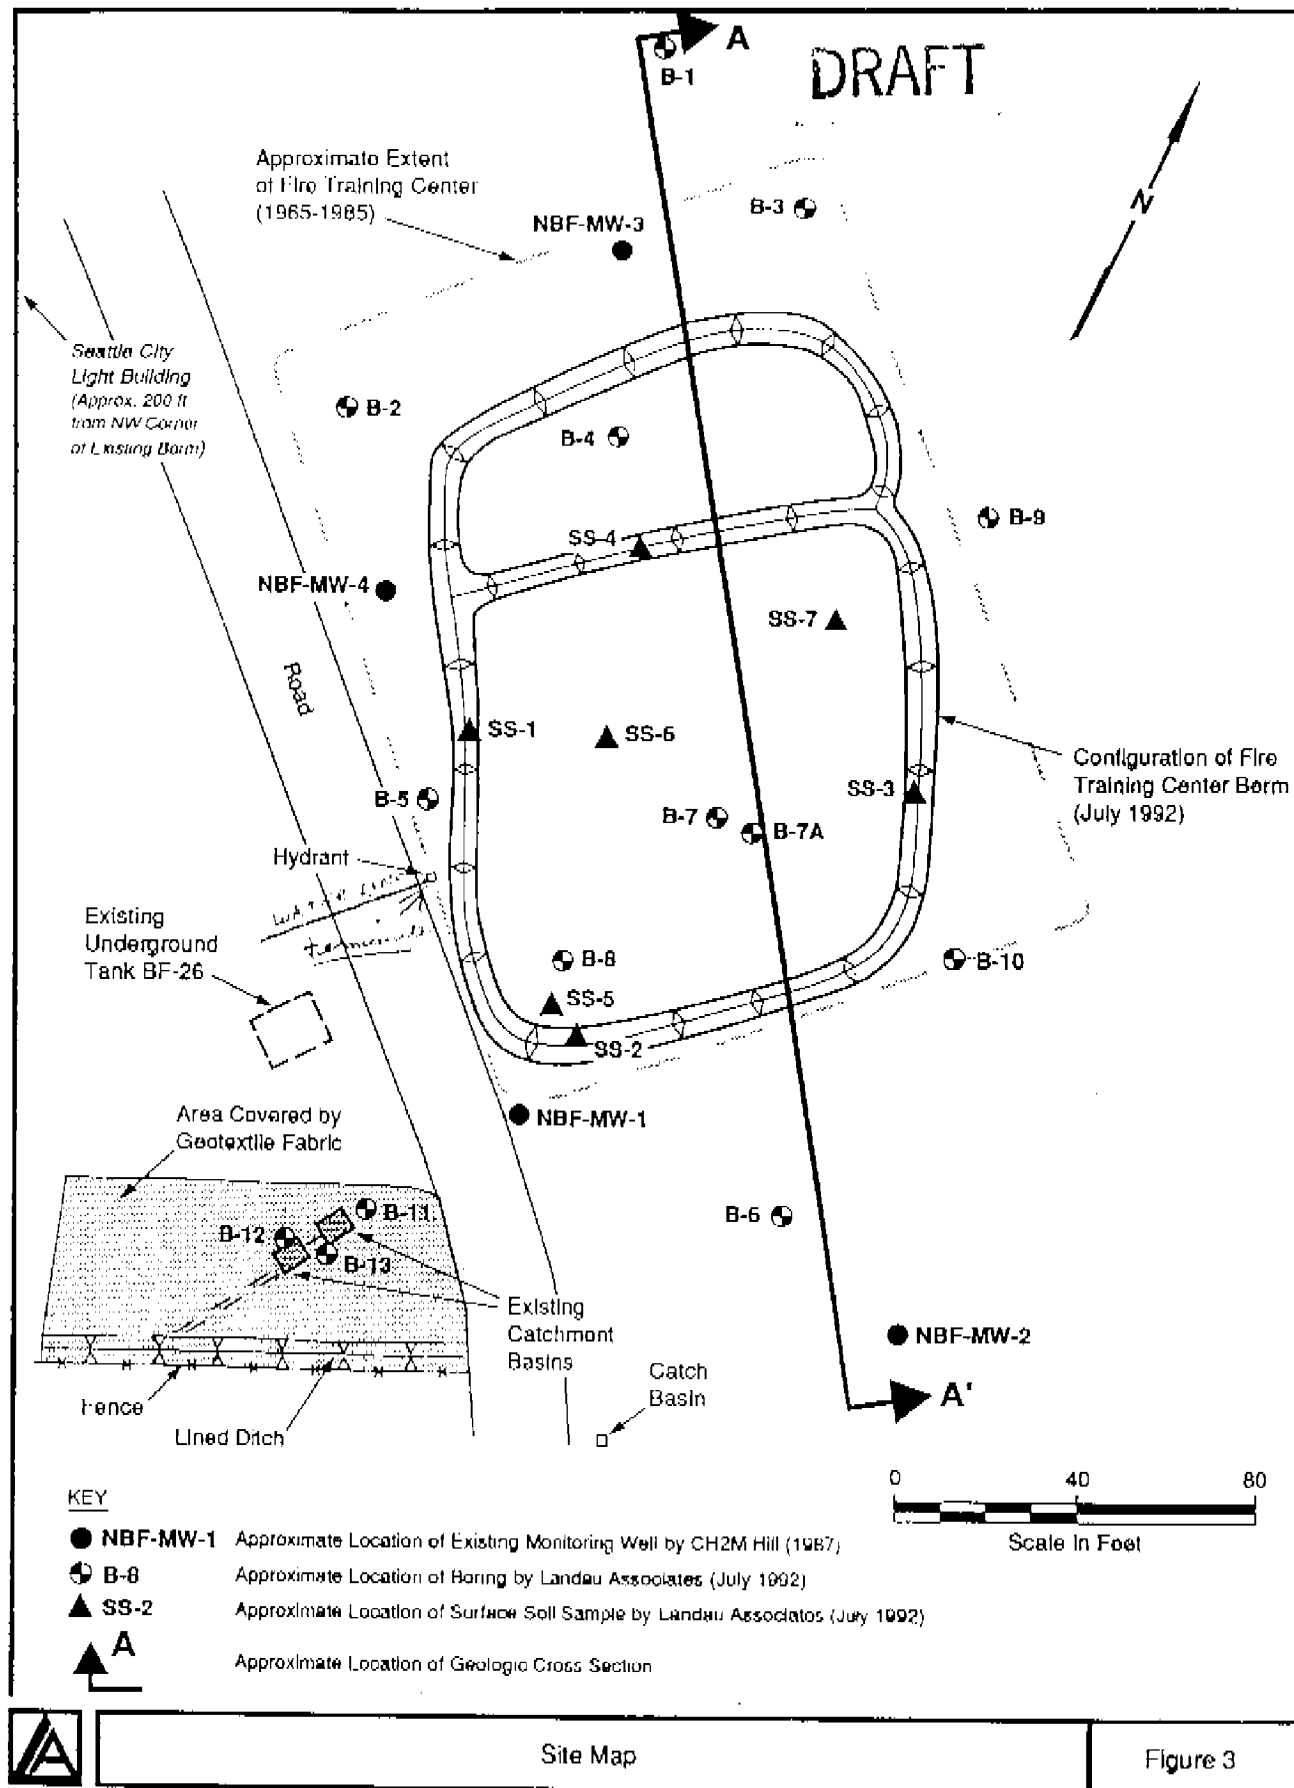 A
B-1
DRAFT
Approximate Extent
of Fire Training Center
(1965-1985)
B-3
N
NBF-MW-3
Seattle City
Light Building
(Approx. 200 ft
from NW Corner
of Existing Berm)
B-2
B-4
B-9
SS-4
NBF-MW-4
SS-7
Road
SS-1
SS-6
Configuration of Fire
Training Center Berm
(July 1992)
SS-3
B-5
B-7
B-7A
Hydrant
Existing
Underground
Tank BF-26
B-8
B-10
SS-5
SS-2
Area Covered by
Geotextile Fabric
NBF-MW-1
B-11
B-12
B-13
B-6
Existing
Catchment
Basins
NBF-MW-2
Catch
Basin
A'
Fence
Lined Ditch
0 40 80
Scale in Feet
KEY
NBF-MW-1 Approximate Location of Existing Monitoring Well by CH2M Hill (1987)
B-8 Approximate Location of Boring by Landau Associates (July 1992)
SS-2 Approximate Location of Surface Soil Sample by Landau Associates (July 1992)
A Approximate Location of Geologic Cross Section
Site Map
Figure 3